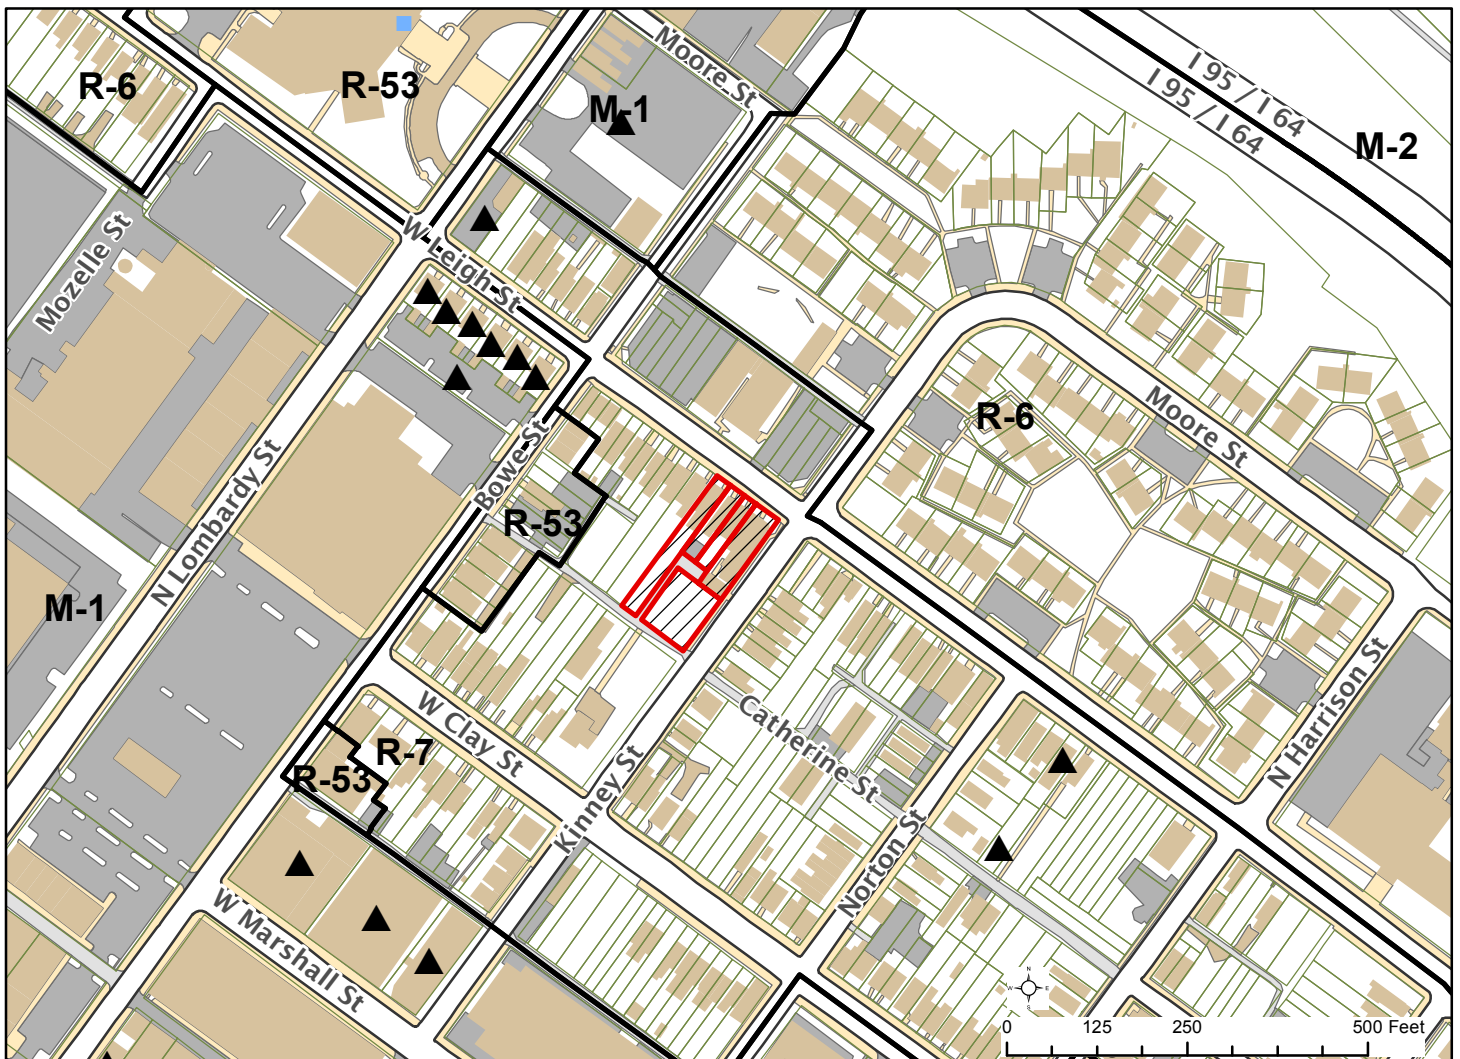 Moore St
I 95 / I 64
I 95 / I 64
R-6
R-53
M-1
M-2
Mozelle St
W Leigh St
R-6
Moore St
N Lombardy St
Bowe St
R-53
M-1
N Harrison St
W Clay St
Catherine St
R-7
R-53
Kinney St
Norton St
W Marshall St
N
W E
S
0 125 250 500 Feet